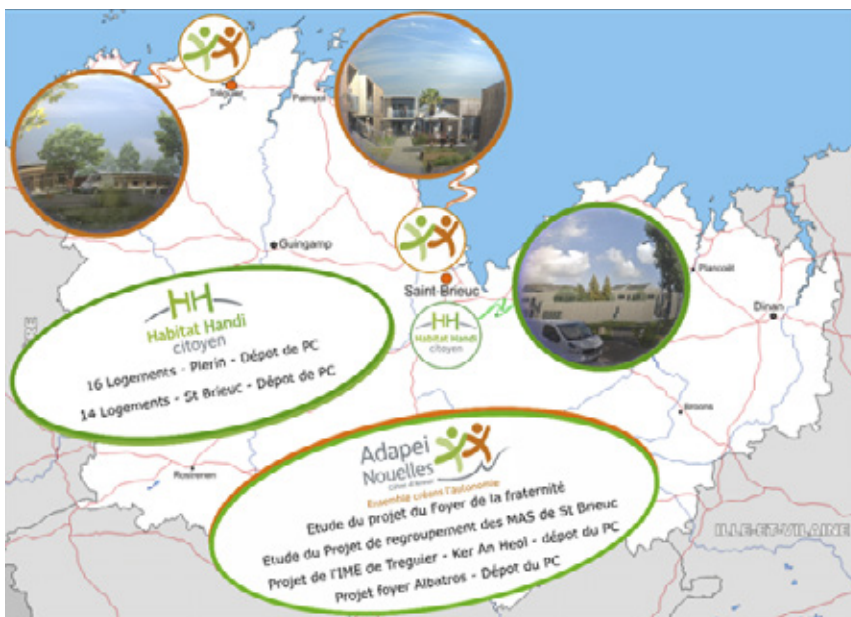 Tréguier
Paimpol
Guingamp
Saint-Brieuc
Plancoët
Dinan
HH
Habitat Handi
citoyen
HH
Habitat Handi
citoyen
16 Logements - Plerin - Dépot de PC
14 Logements - St Brieuc - Dépot de PC
Broons
Rostrenen
Adapei
Nouelles
Côtes d'Armor
Ensemble créons l'autonomie
Etude du projet du Foyer de la fraternité
Etude du Projet de regroupement des MAS de St Brieuc
Projet de l'IME de Treguier - Ker An Heol - dépot du PC
Projet foyer Albatros - Dépot du PC
ILLE-ET-VILAINE